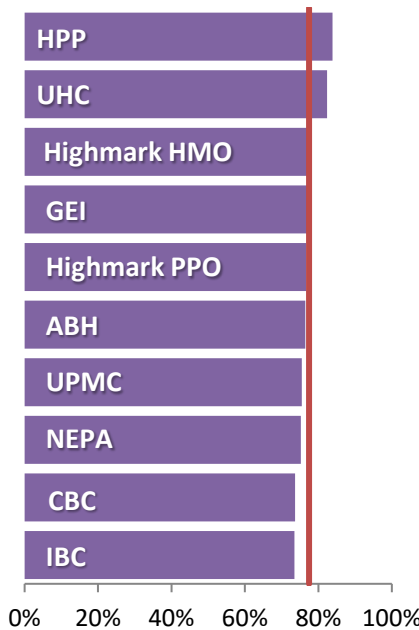 HPP
UHC
Highmark HMO
GEI
Highmark PPO
ABH
UPMC
NEPA
CBC
IBC
0% 20% 40% 60% 80% 100%